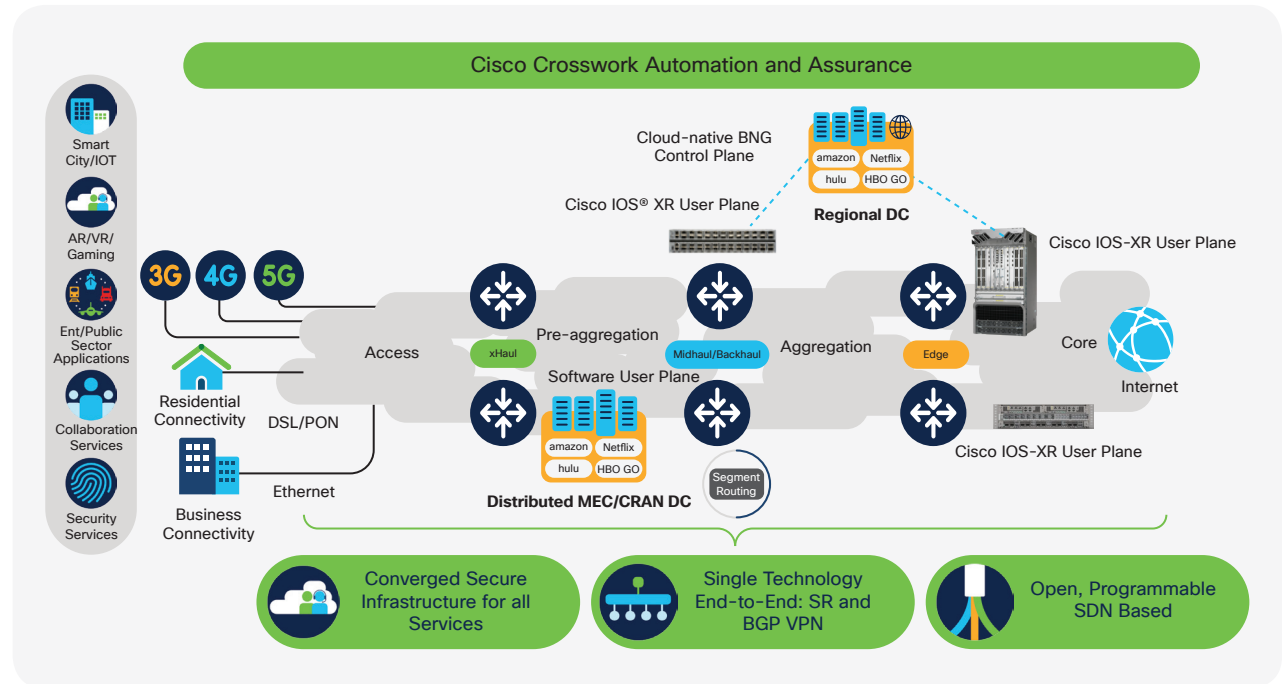 Cisco Crosswork Automation and Assurance
Smart
City/IOT
AR/VR/
Gaming
Ent/Public
Sector
Applications
Collaboration
Services
Security
Services
3G
4G
5G
Residential
Connectivity
Business
Connectivity
DSL/PON
Ethernet
Access
xHaul
Pre-aggregation
Software User Plane
amazon
Netflix
hulu
HBO GO
Distributed MEC/CRAN DC
Cisco IOS® XR User Plane
Midhaul/Backhaul
Segment
Routing
Cloud-native BNG
Control Plane
amazon
Netflix
hulu
HBO GO
Regional DC
Aggregation
Edge
Cisco IOS-XR User Plane
Core
Internet
Cisco IOS-XR User Plane
Converged Secure
Infrastructure for all
Services
Single Technology
End-to-End: SR and
BGP VPN
Open, Programmable
SDN Based